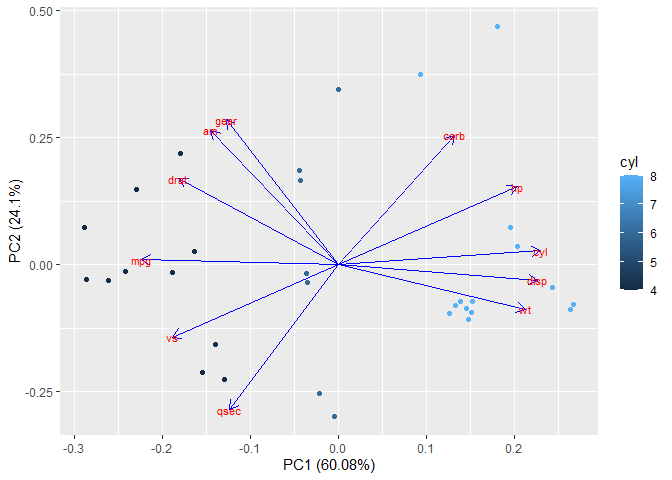 0.50
0.25
0.00
-0.25
PC2 (24.1%)
gear
am
carb
drat
hp
mpg
cyl
disp
wt
vs
qsec
-0.3 -0.2 -0.1 0.0 0.1 0.2
PC1 (60.08%)
cyl
8
7
6
5
4